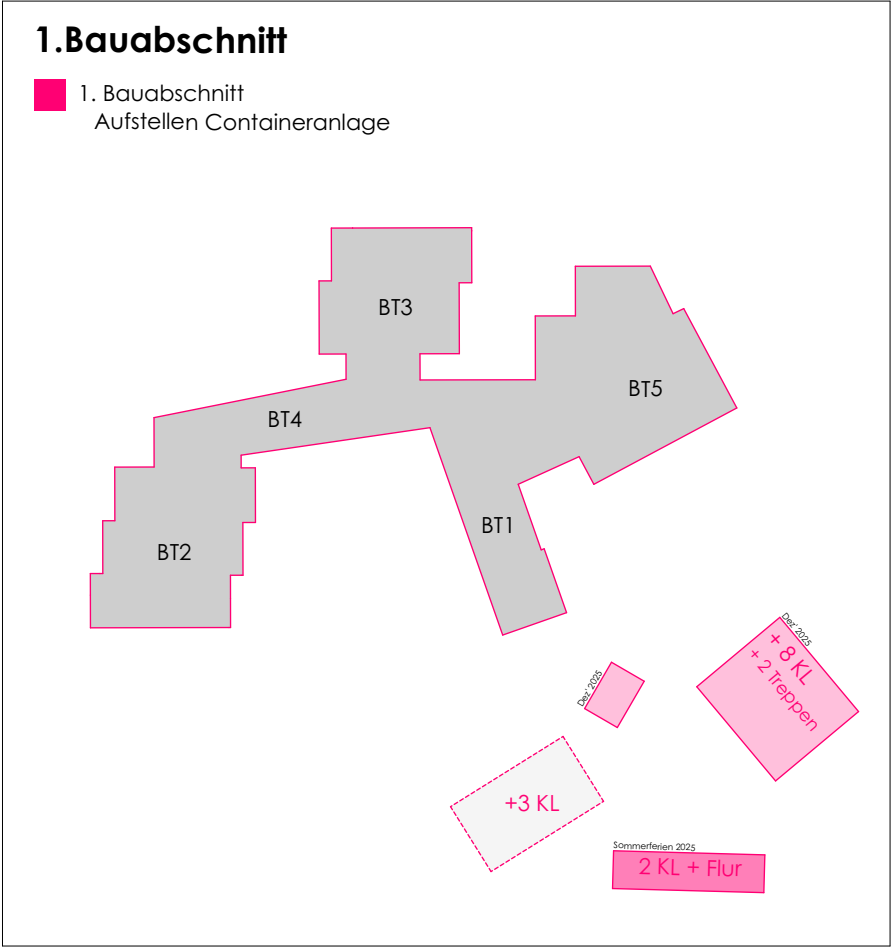 1.Bauabschnitt
1. Bauabschnitt
Aufstellen Containeranlage
BT3
BT5
BT4
BT1
BT2
Dez' 2025
+ 8 KL
+ 2 Treppen
Dez' 2025
+3 KL
Sommerferien 2025
2 KL + Flur